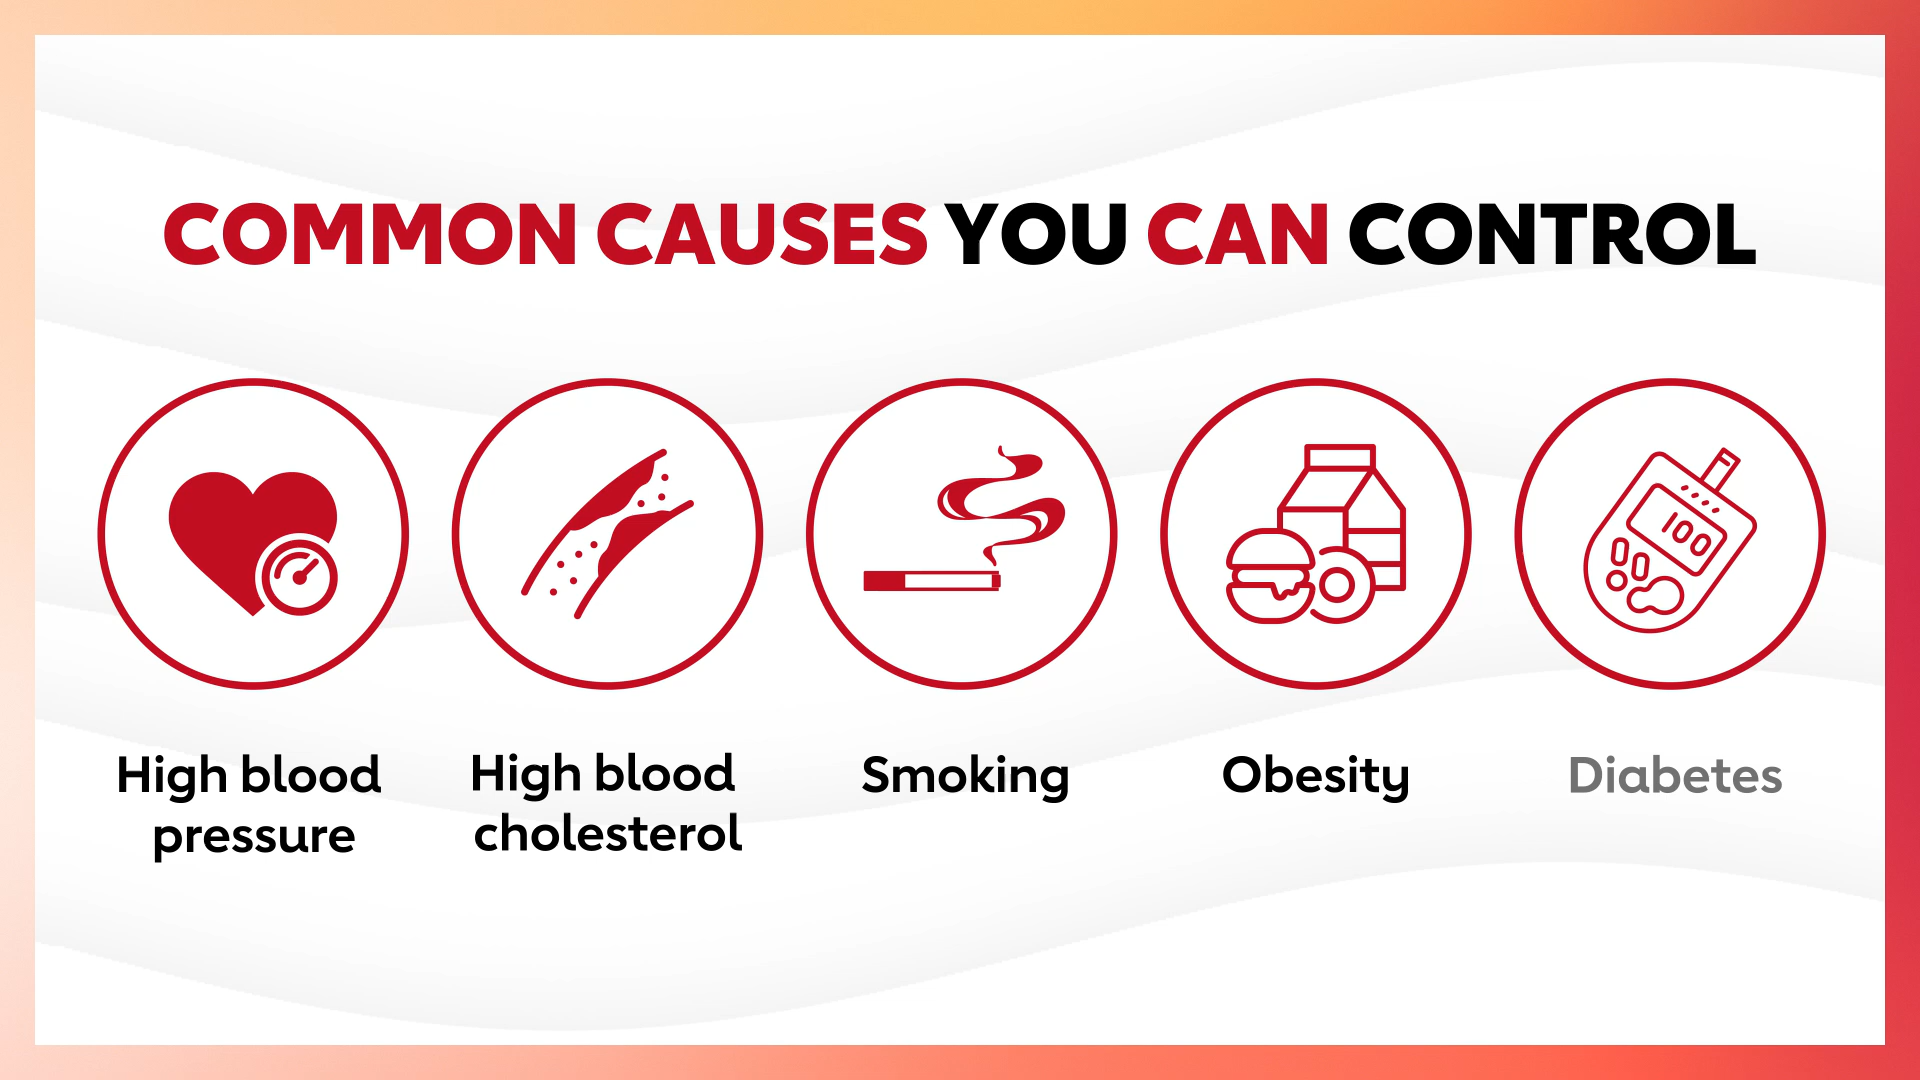 COMMON CAUSES YOU CAN CONTROL
100
High blood
pressure
High blood
cholesterol
Smoking
Obesity
Diabetes